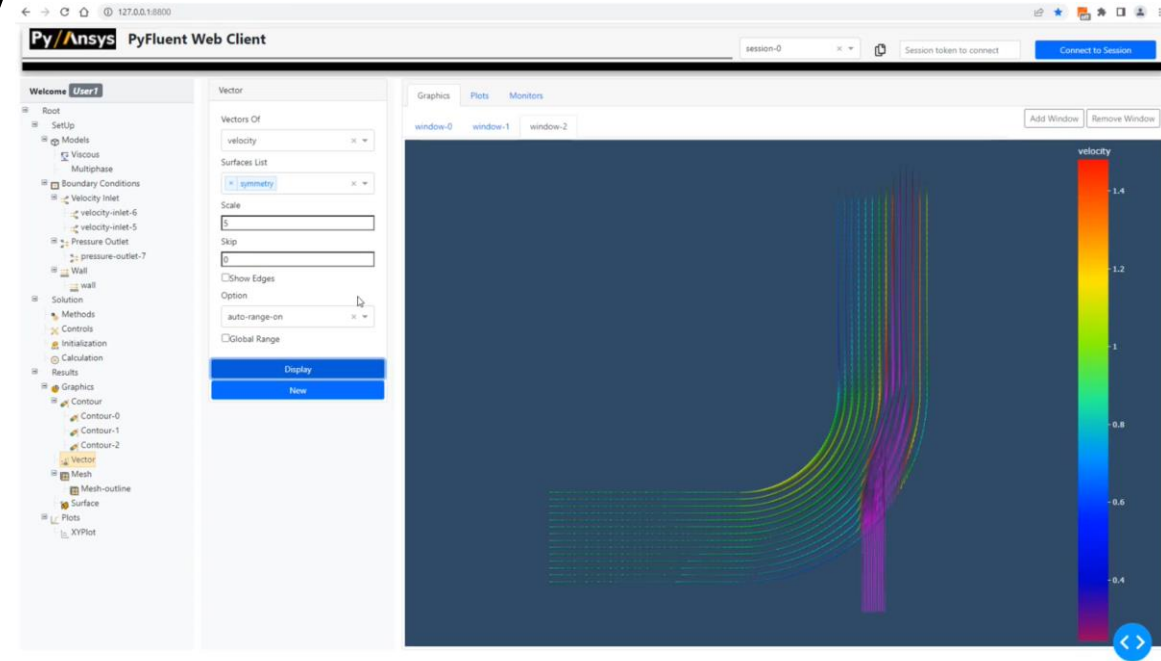 127.0.0.1:8800
Py//Ansys PyFluent Web Client
session-0
Session token to connect
Connect to Session
Welcome User1
Root
SetUp
Models
Viscous
Multiphase
Boundary Conditions
Velocity Inlet
velocity-inlet-6
velocity-inlet-5
Pressure Outlet
pressure-outlet-7
Wall
wall
Solution
Methods
Controls
Initialization
Calculation
Results
Graphics
Contour
Contour-0
Contour-1
Contour-2
Vector
Mesh
Mesh-outline
Surface
Plots
XYPlot
Vector
Vectors Of
velocity
Surfaces List
× symmetry
Scale
5
Skip
0
Show Edges
Option
auto-range-on
Global Range
Display
New
Graphics Plots Monitors
window-0 window-1 window-2
Add Window Remove Window
velocity
1.4
1.2
1
0.8
0.6
0.4